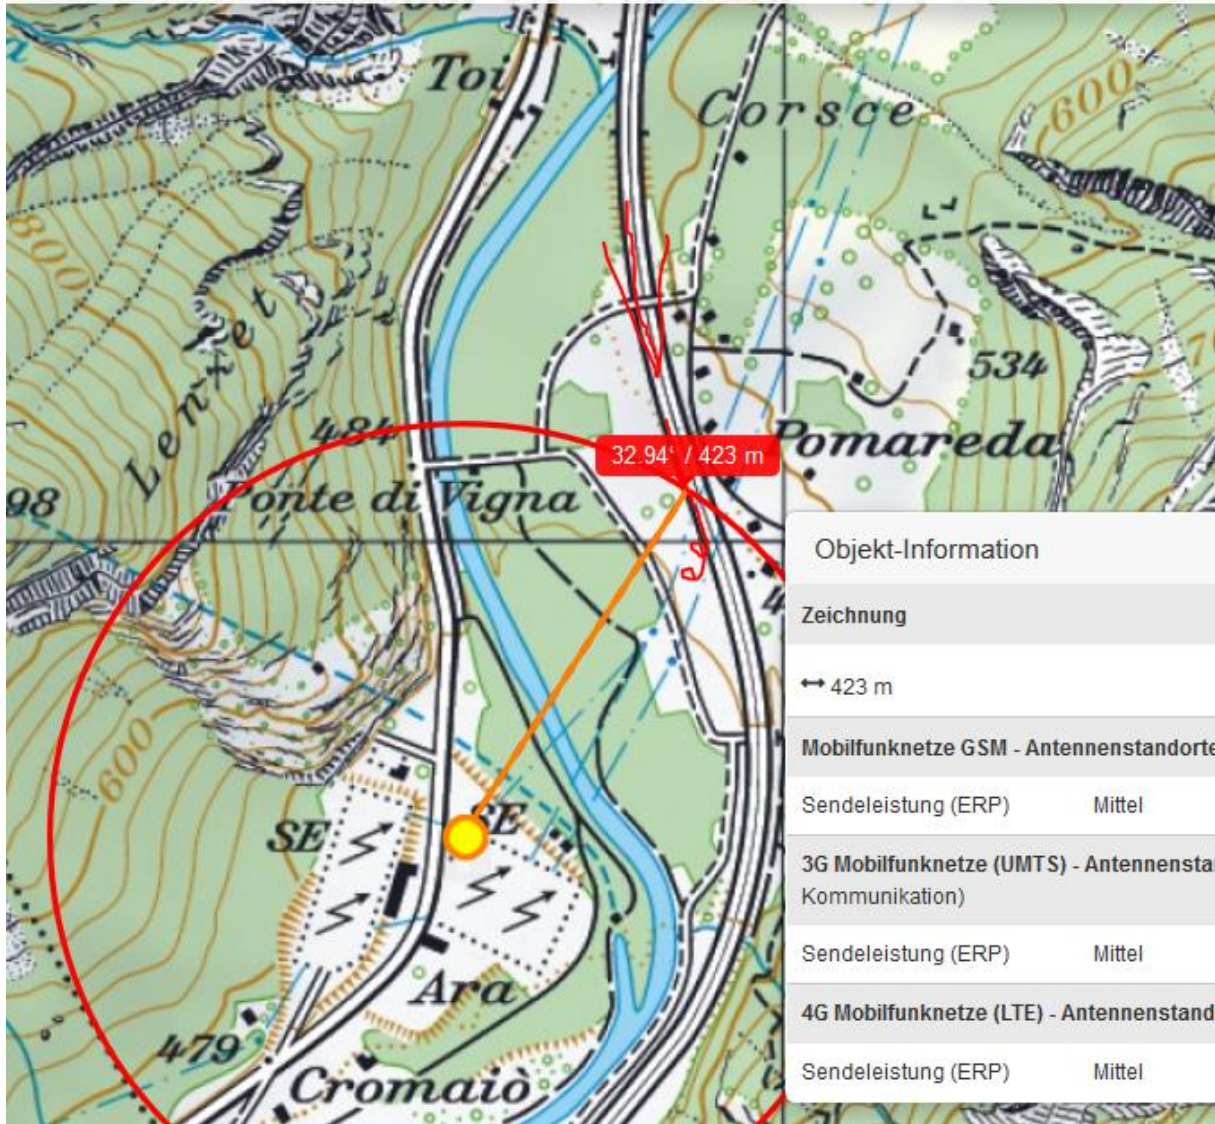 Toi
Corsce
600
800
Lentet
534
484
32.94° / 423 m
Pomareda
98
Ponte di Vigna
Objekt-Information
Zeichnung
423 m
600
Mobilfunknetze GSM - Antennenstandorte
Sendeleistung (ERP) Mittel
SE
SE
3G Mobilfunknetze (UMTS) - Antennensta
Kommunikation)
Sendeleistung (ERP) Mittel
Ara
4G Mobilfunknetze (LTE) - Antennenstand
479
Sendeleistung (ERP) Mittel
Cromaiò